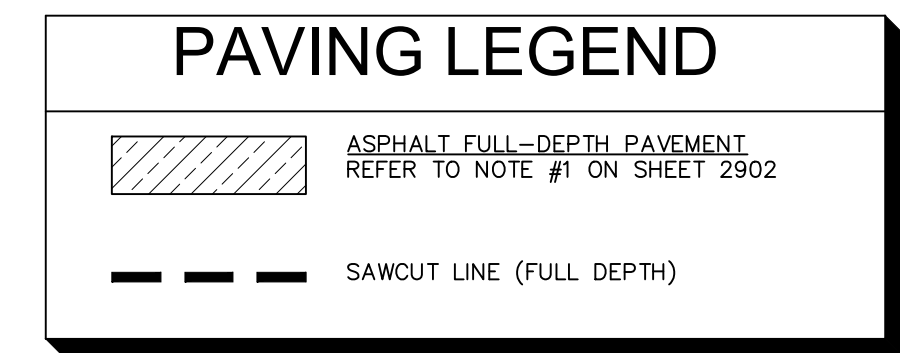 PAVING LEGEND
ASPHALT FULL-DEPTH PAVEMENT
REFER TO NOTE #1 ON SHEET 2902
SAWCUT LINE (FULL DEPTH)